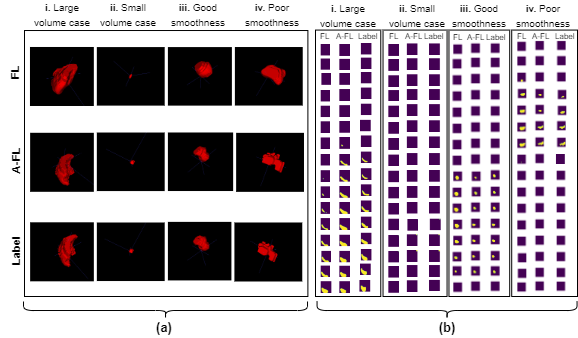 i. Large
volume case
ii. Small
volume case
iii. Good
smoothness
iv. Poor
smoothness
FL
A-FL
Label
(a)
i. Large
volume case
ii. Small
volume case
iii. Good
smoothness
iv. Poor
smoothness
FL A-FL Label
FL A-FL Label
FL A-FL Label
FL A-FL Label
(b)